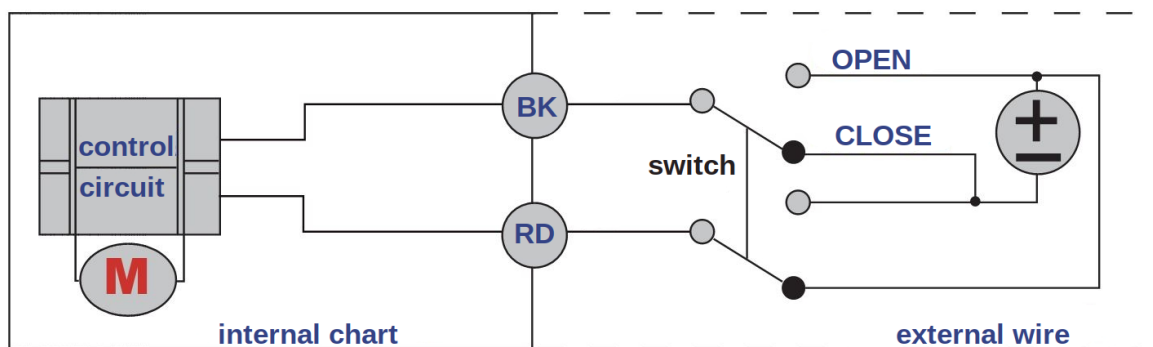 OPEN
BK
control
CLOSE
+
−
switch
circuit
RD
M
internal chart
external wire